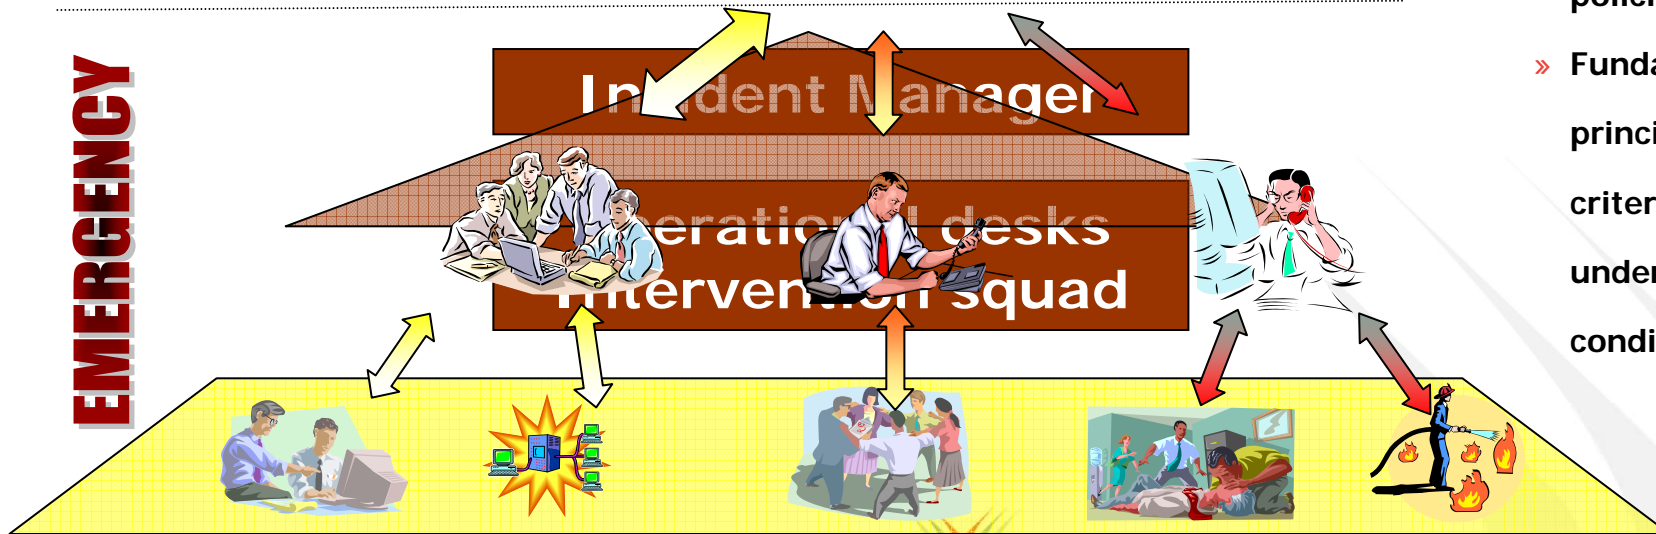 EMERGENCY
Incident Manager
Operational desks
Intervention squad
» Funda
princi
criter
under
condi